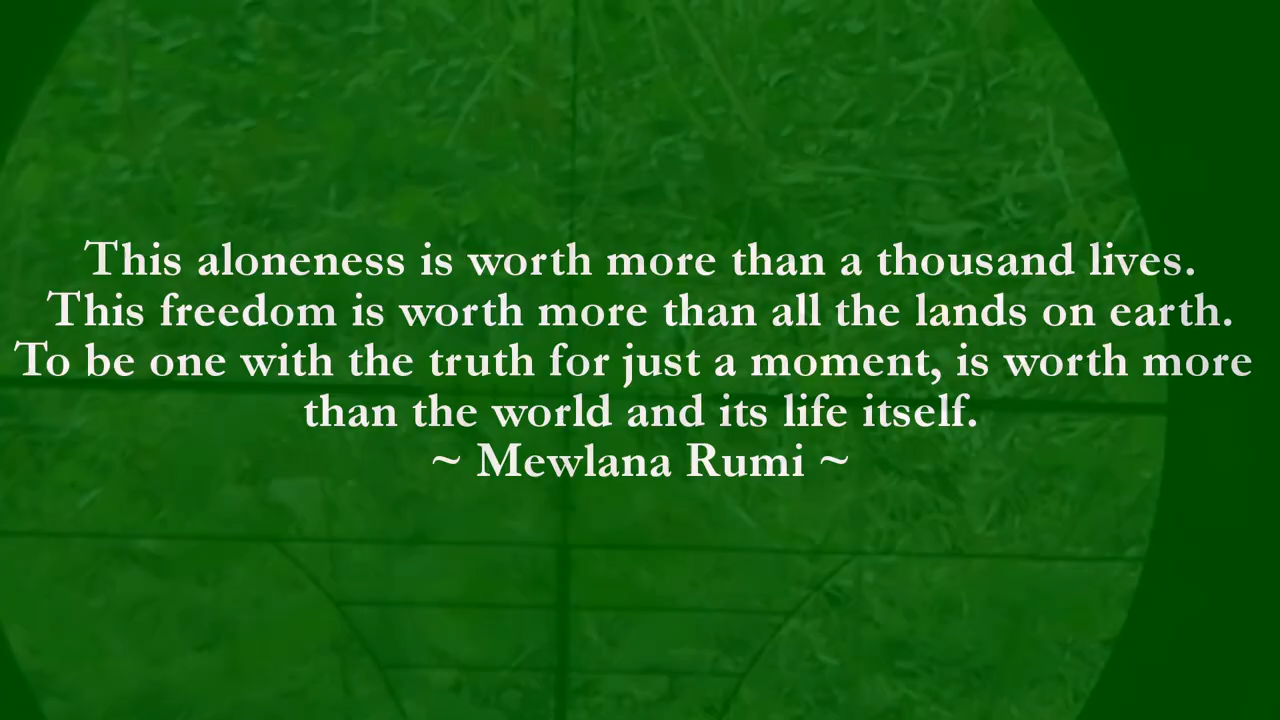 This aloneness is worth more than a thousand lives.
This freedom is worth more than all the lands on earth.
To be one with the truth for just a moment, is worth more
than the world and its life itself.
~ Mewlana Rumi ~